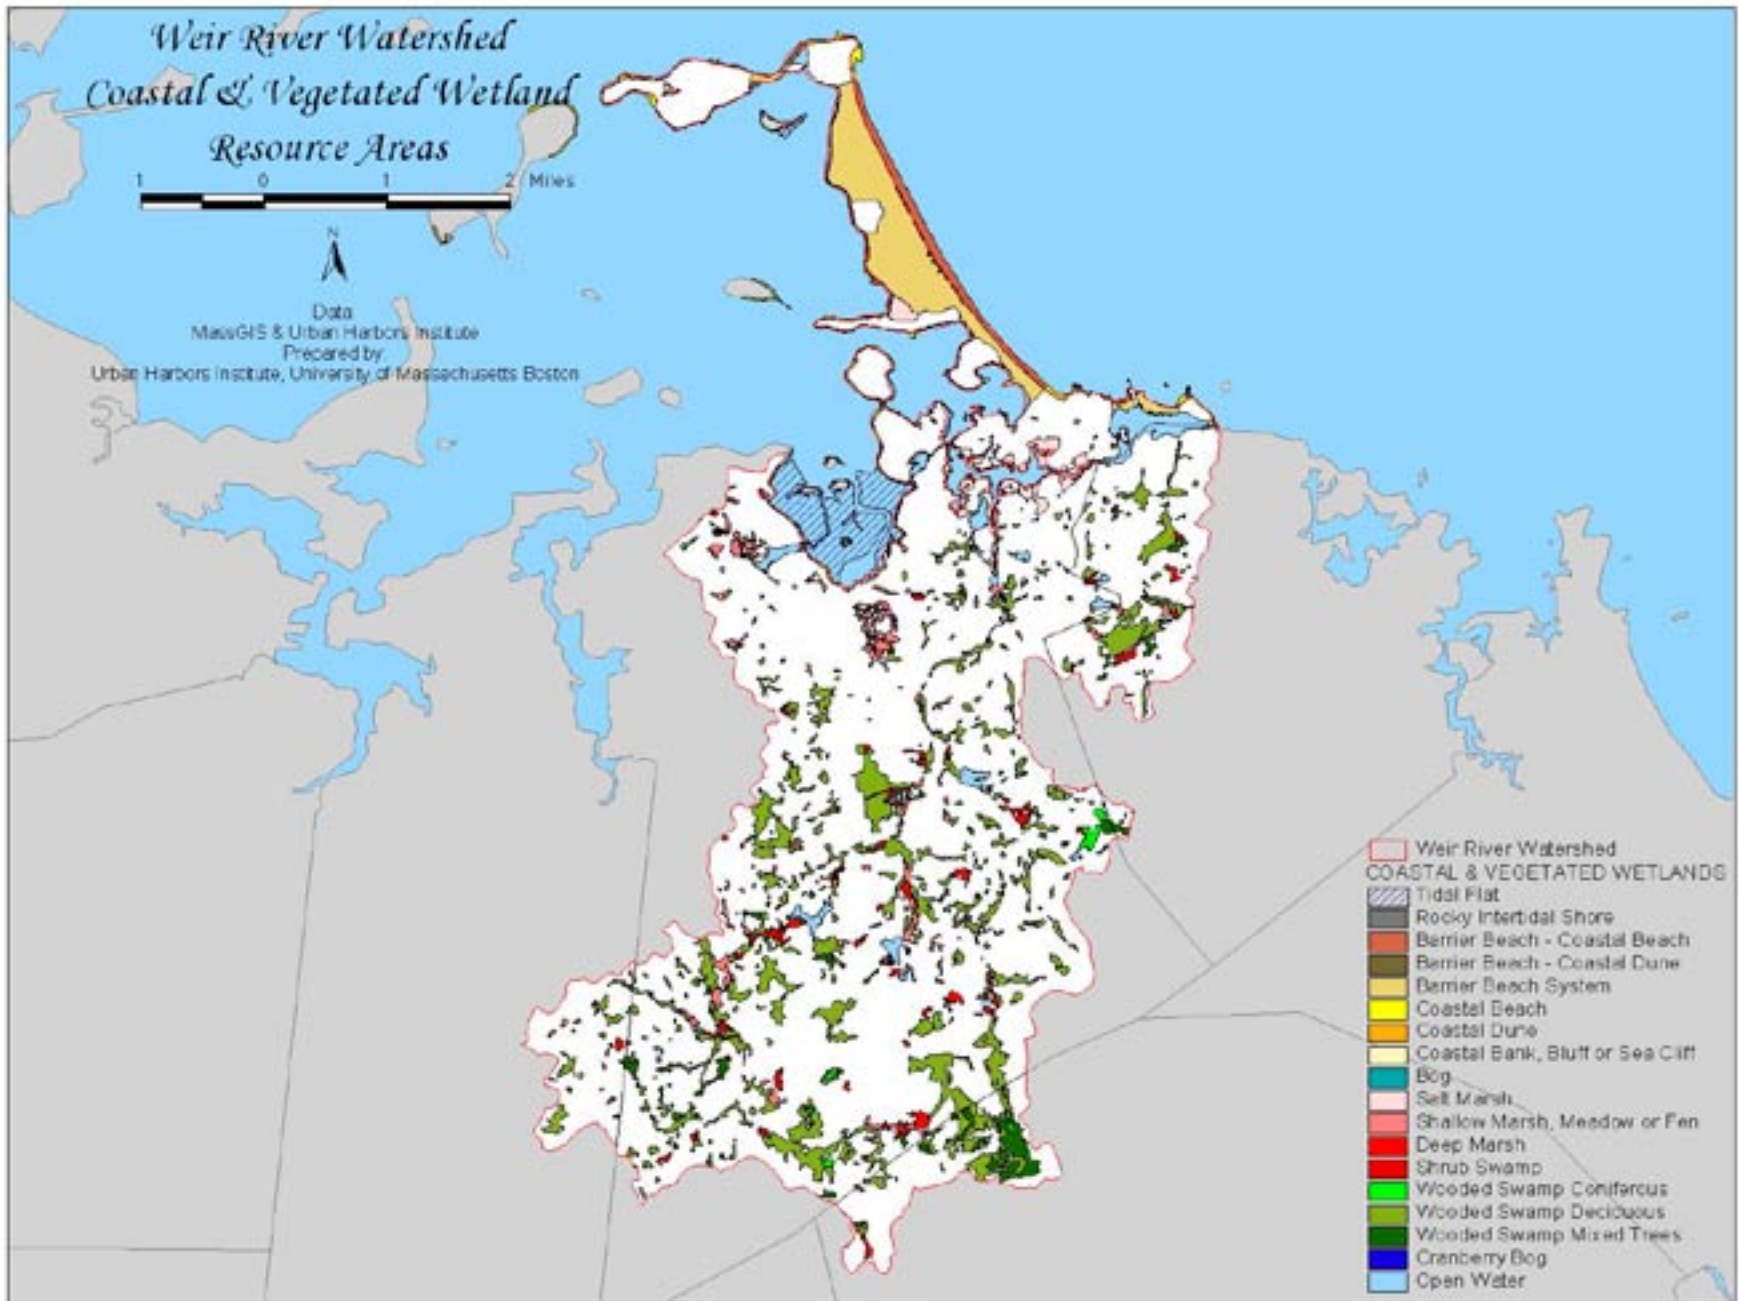 Weir River Watershed
Coastal & Vegetated Wetland
Resource Areas
1 0 1 2 Miles
N
Data
MassGIS & Urban Harbors Institute
Prepared by
Urban Harbors Institute, University of Massachusetts Boston
Weir River Watershed
COASTAL & VEGETATED WETLANDS
Tidal Flat
Rocky Intertidal Shore
Barrier Beach - Coastal Beach
Barrier Beach - Coastal Dune
Barrier Beach System
Coastal Beach
Coastal Dune
Coastal Bank, Bluff or Sea Cliff
Bog
Salt Marsh
Shallow Marsh, Meadow or Fen
Deep Marsh
Shrub Swamp
Wooded Swamp Coniferous
Wooded Swamp Deciduous
Wooded Swamp Mixed Trees
Cranberry Bog
Open Water